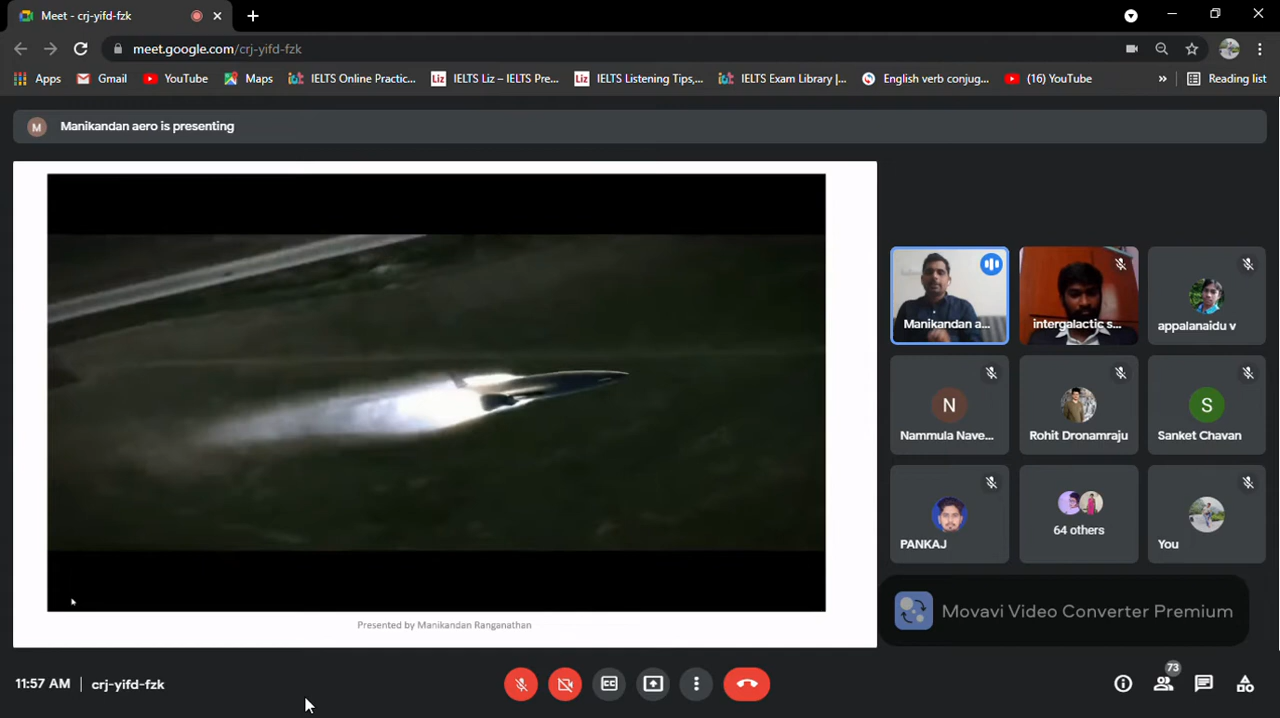 Meet - crj-yifd-fzk
meet.google.com/crj-yifd-fzk
Apps
Gmail
YouTube
Maps
IELTS Online Practic...
Liz
IELTS Liz – IELTS Pre...
Liz
IELTS Listening Tips,...
IELTS Exam Library |...
English verb conjug...
(16) YouTube
»
Reading list
M
Manikandan aero is presenting
Manikandan a...
intergalactic s...
appalanaidu v
N
Nammula Nave...
Rohit Dronamraju
S
Sanket Chavan
PANKAJ
64 others
You
Movavi Video Converter Premium
Presented by Manikandan Ranganathan
11:57 AM | crj-yifd-fzk
CC
73